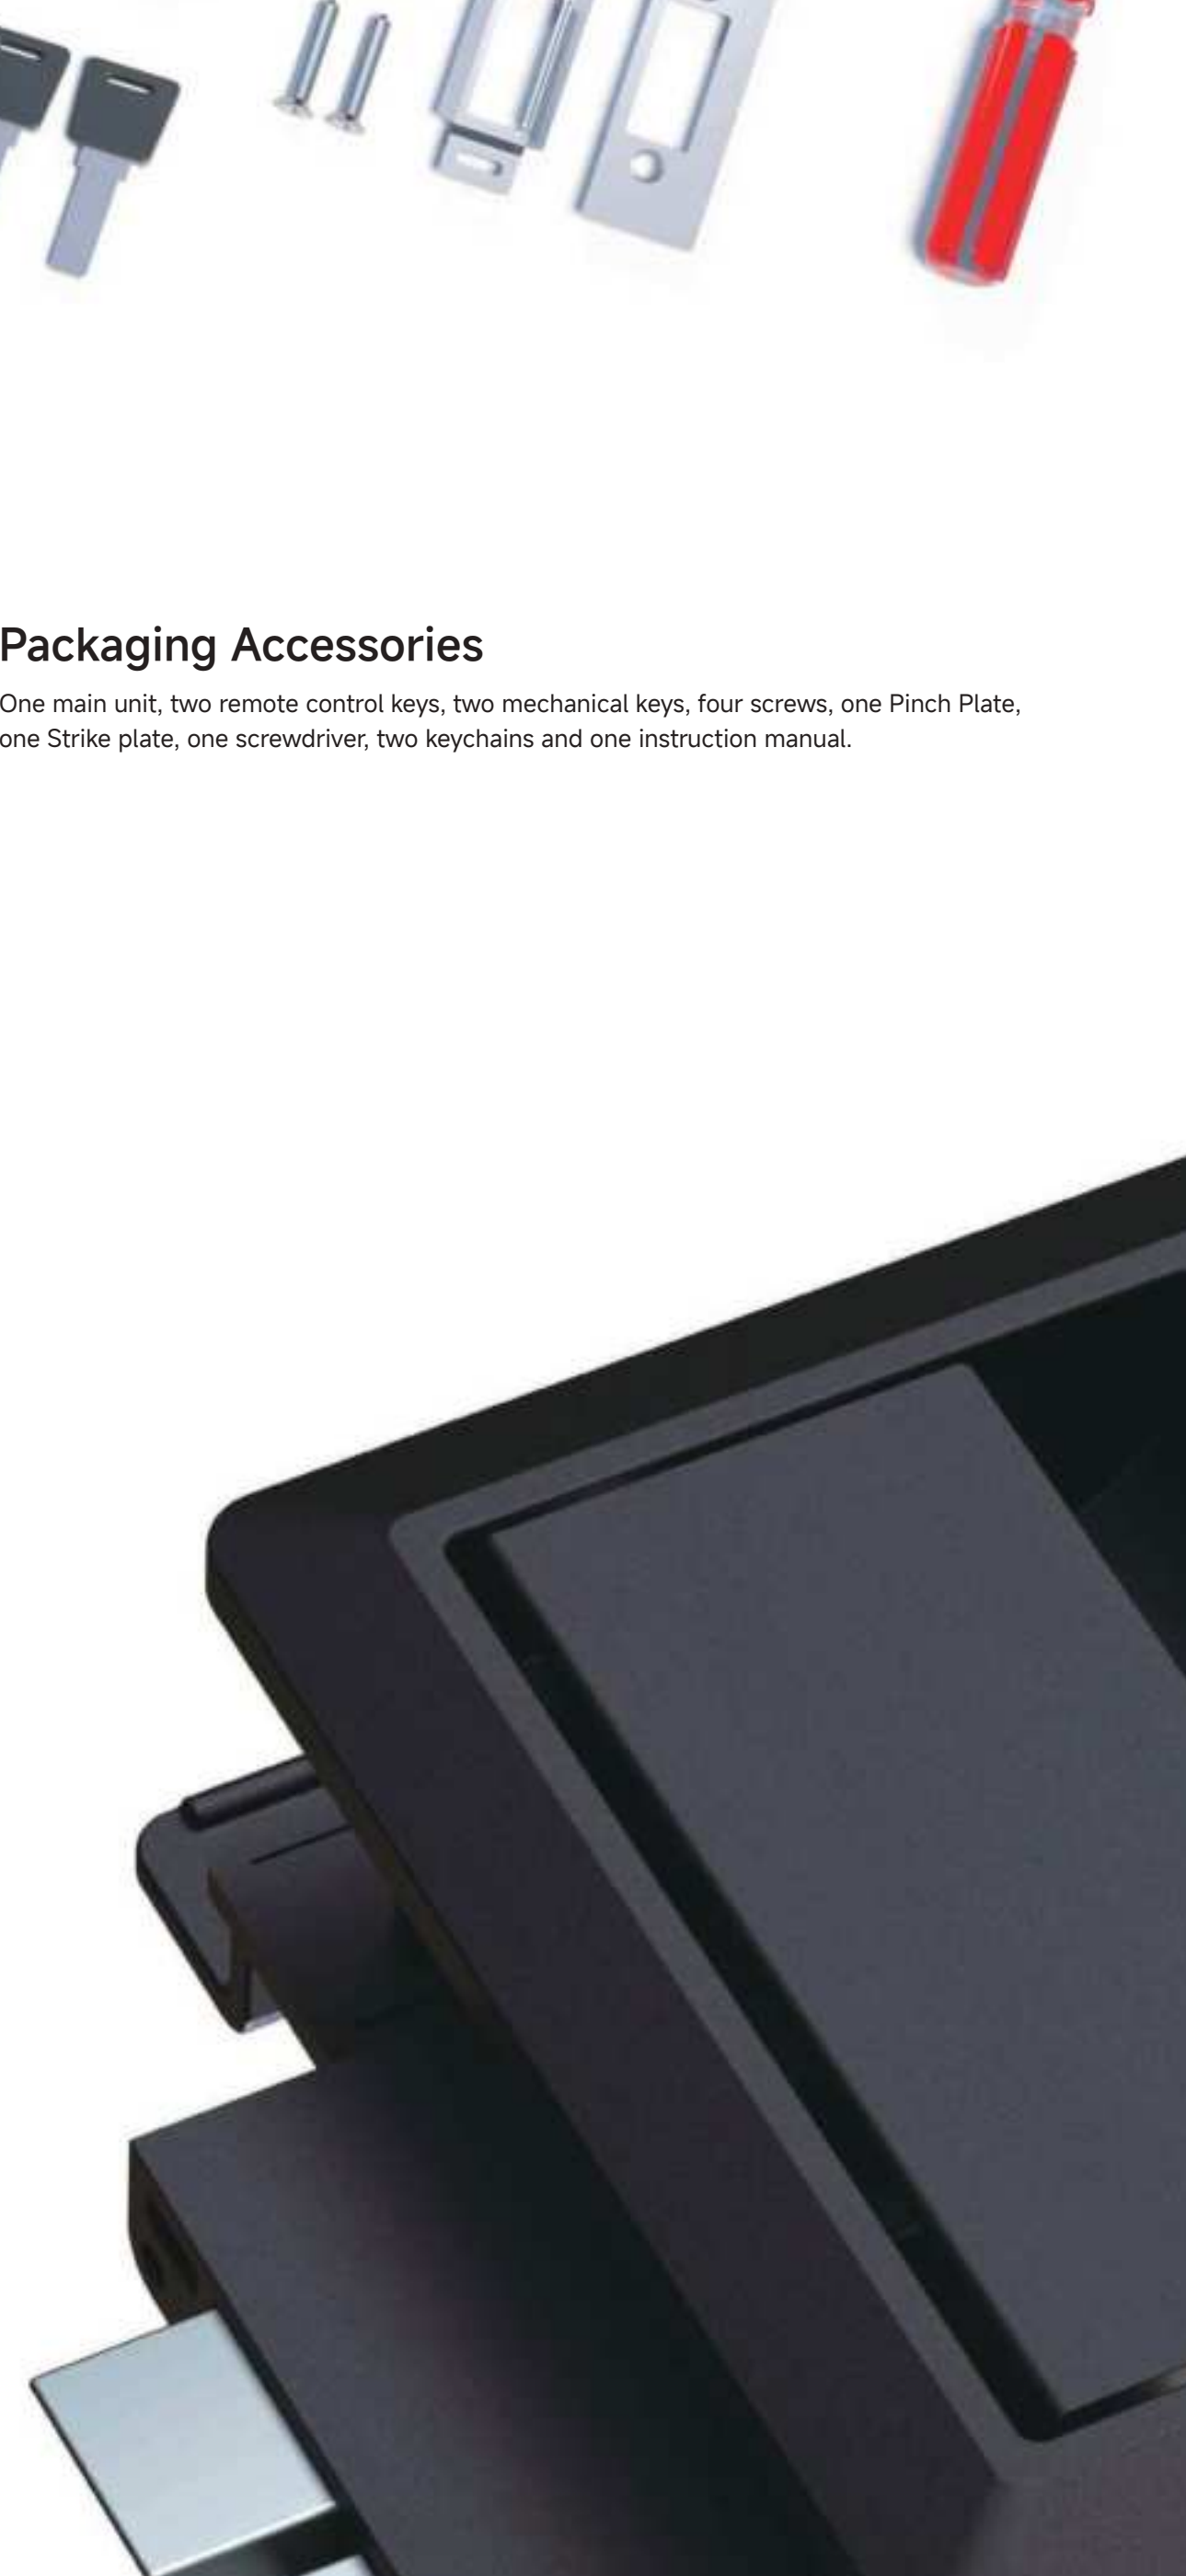 Packaging Accessories
One main unit, two remote control keys, two mechanical keys, four screws, one Pinch Plate,
one Strike plate, one screwdriver, two keychains and one instruction manual.